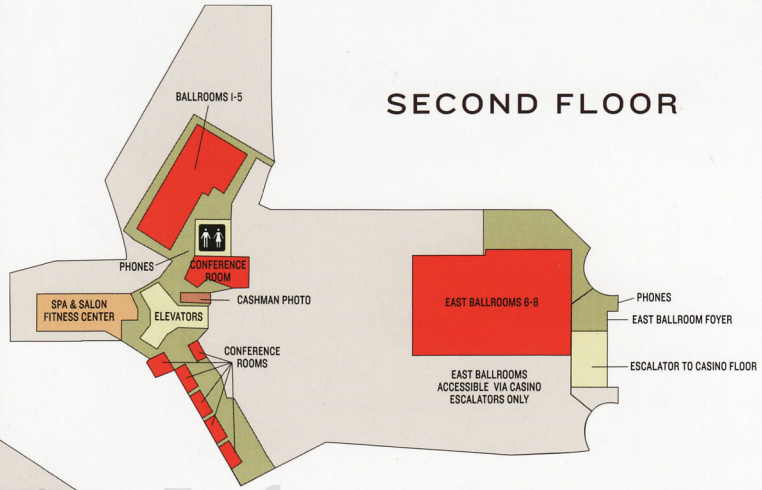 SECOND FLOOR
BALLROOMS 1-5
PHONES
CONFERENCE
ROOM
CASHMAN PHOTO
SPA & SALON
FITNESS CENTER
ELEVATORS
CONFERENCE
ROOMS
EAST BALLROOMS 6-8
PHONES
EAST BALLROOM FOYER
ESCALATOR TO CASINO FLOOR
EAST BALLROOMS
ACCESSIBLE VIA CASINO
ESCALATORS ONLY